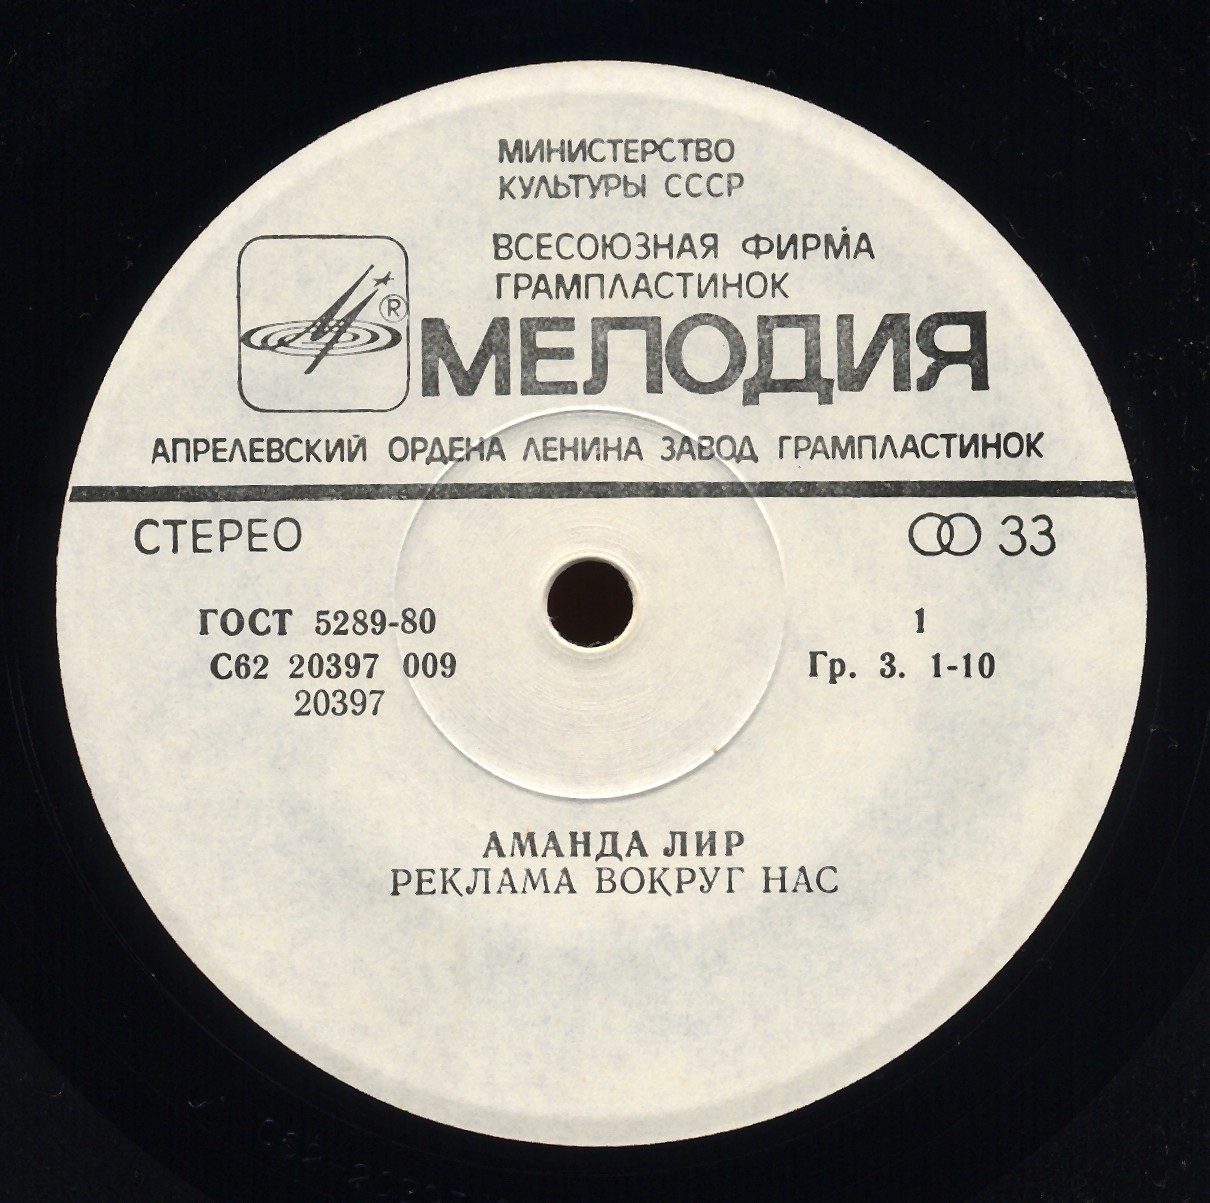 МИНИСТЕРСТВО
КУЛЬТУРЫ СССР
ВСЕСОЮЗНАЯ ФИРМА
ГРАМПЛАСТИНОК
®
МЕЛОДИЯ
АПРЕЛЕВСКИЙ ОРДЕНА ЛЕНИНА ЗАВОД ГРАМПЛАСТИНОК
СТЕРЕО 33
ГОСТ 5289-80 1
С62 20397 009 Гр. 3. 1-10
20397
АМАНДА ЛИР
РЕКЛАМА ВОКРУГ НАС